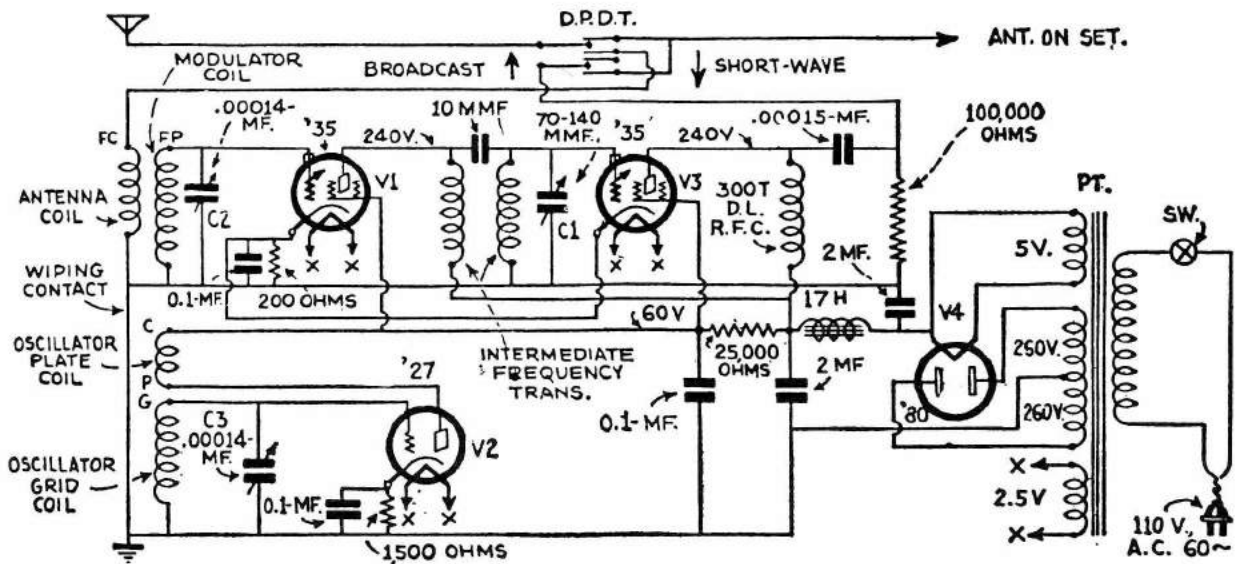 D.P.D.T.
ANT. ON SET.
MODULATOR
COIL
BROADCAST
SHORT-WAVE
.00014-
MF.
'35
10 MMF
70-140
MMF.
'35
.00015-MF.
100,000
OHMS
FC
FP
240V.
240V.
ANTENNA
COIL
C2
V1
C1
V3
300T
D.L.
R.F.C.
PT.
SW.
5V.
WIPING
CONTACT
0.1-MF.
200 OHMS
X
X
X
X
2 MF.
17 H
V4
C
60V
OSCILLATOR
PLATE
COIL
P
G
INTERMEDIATE
FREQUENCY
TRANS.
25,000
OHMS
2 MF
260V.
'27
'80
260V.
C3
.00014-
MF.
V2
0.1-MF.
OSCILLATOR
GRID
COIL
0.1-MF.
X
X
X
2.5V
X
1500 OHMS
110 V.,
A.C. 60~